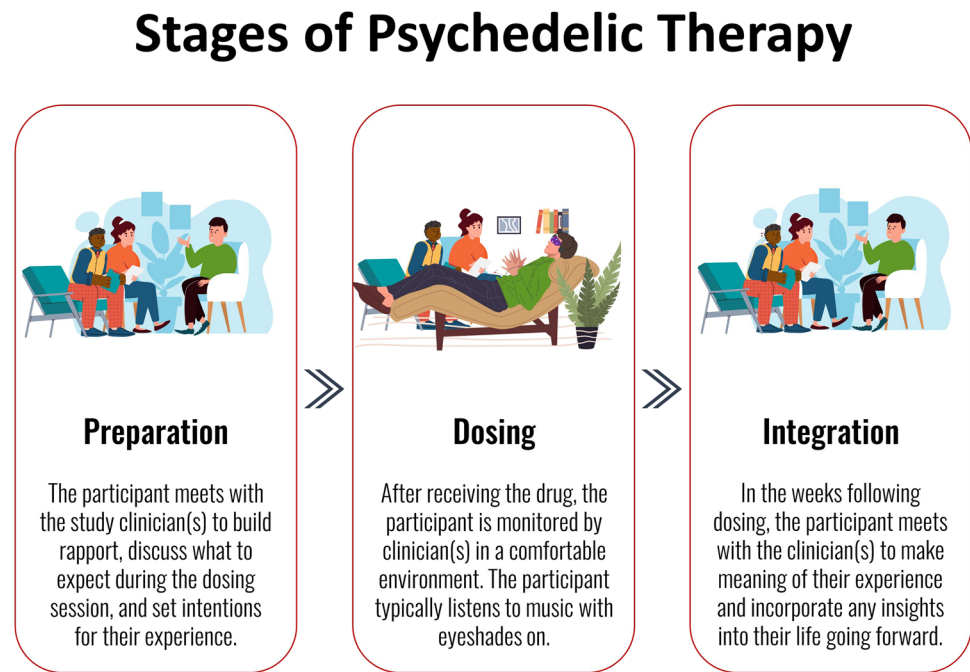 Stages of Psychedelic Therapy
Preparation
The participant meets with
the study clinician(s) to build
rapport, discuss what to
expect during the dosing
session, and set intentions
for their experience.
Dosing
After receiving the drug, the
participant is monitored by
clinician(s) in a comfortable
environment. The participant
typically listens to music with
eyeshades on.
Integration
In the weeks following
dosing, the participant meets
with the clinician(s) to make
meaning of their experience
and incorporate any insights
into their life going forward.